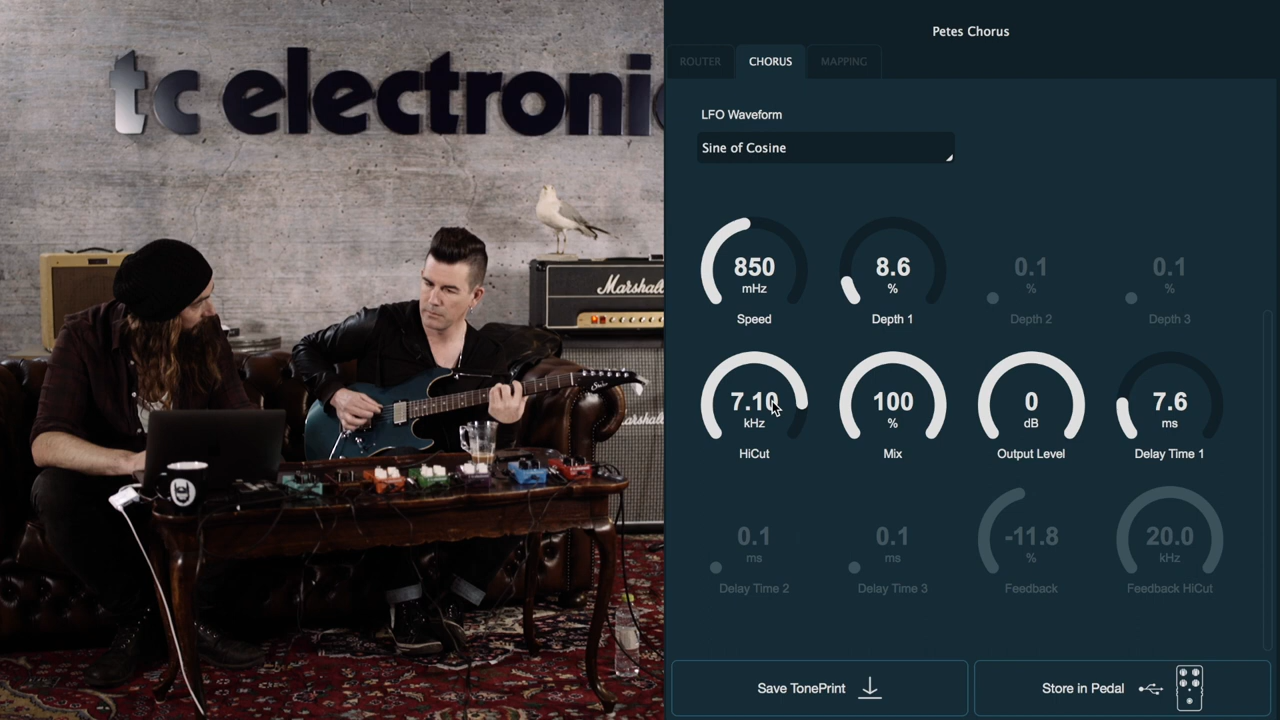 tc electronic
Marshall
Marshall
Petes Chorus
ROUTER
CHORUS
MAPPING
LFO Waveform
Sine of Cosine
850
mHz
Speed
8.6
%
Depth 1
0.1
%
Depth 2
0.1
%
Depth 3
7.10
kHz
HiCut
100
%
Mix
0
dB
Output Level
7.6
ms
Delay Time 1
0.1
ms
Delay Time 2
0.1
ms
Delay Time 3
-11.8
%
Feedback
20.0
kHz
Feedback HiCut
Save TonePrint
Store in Pedal